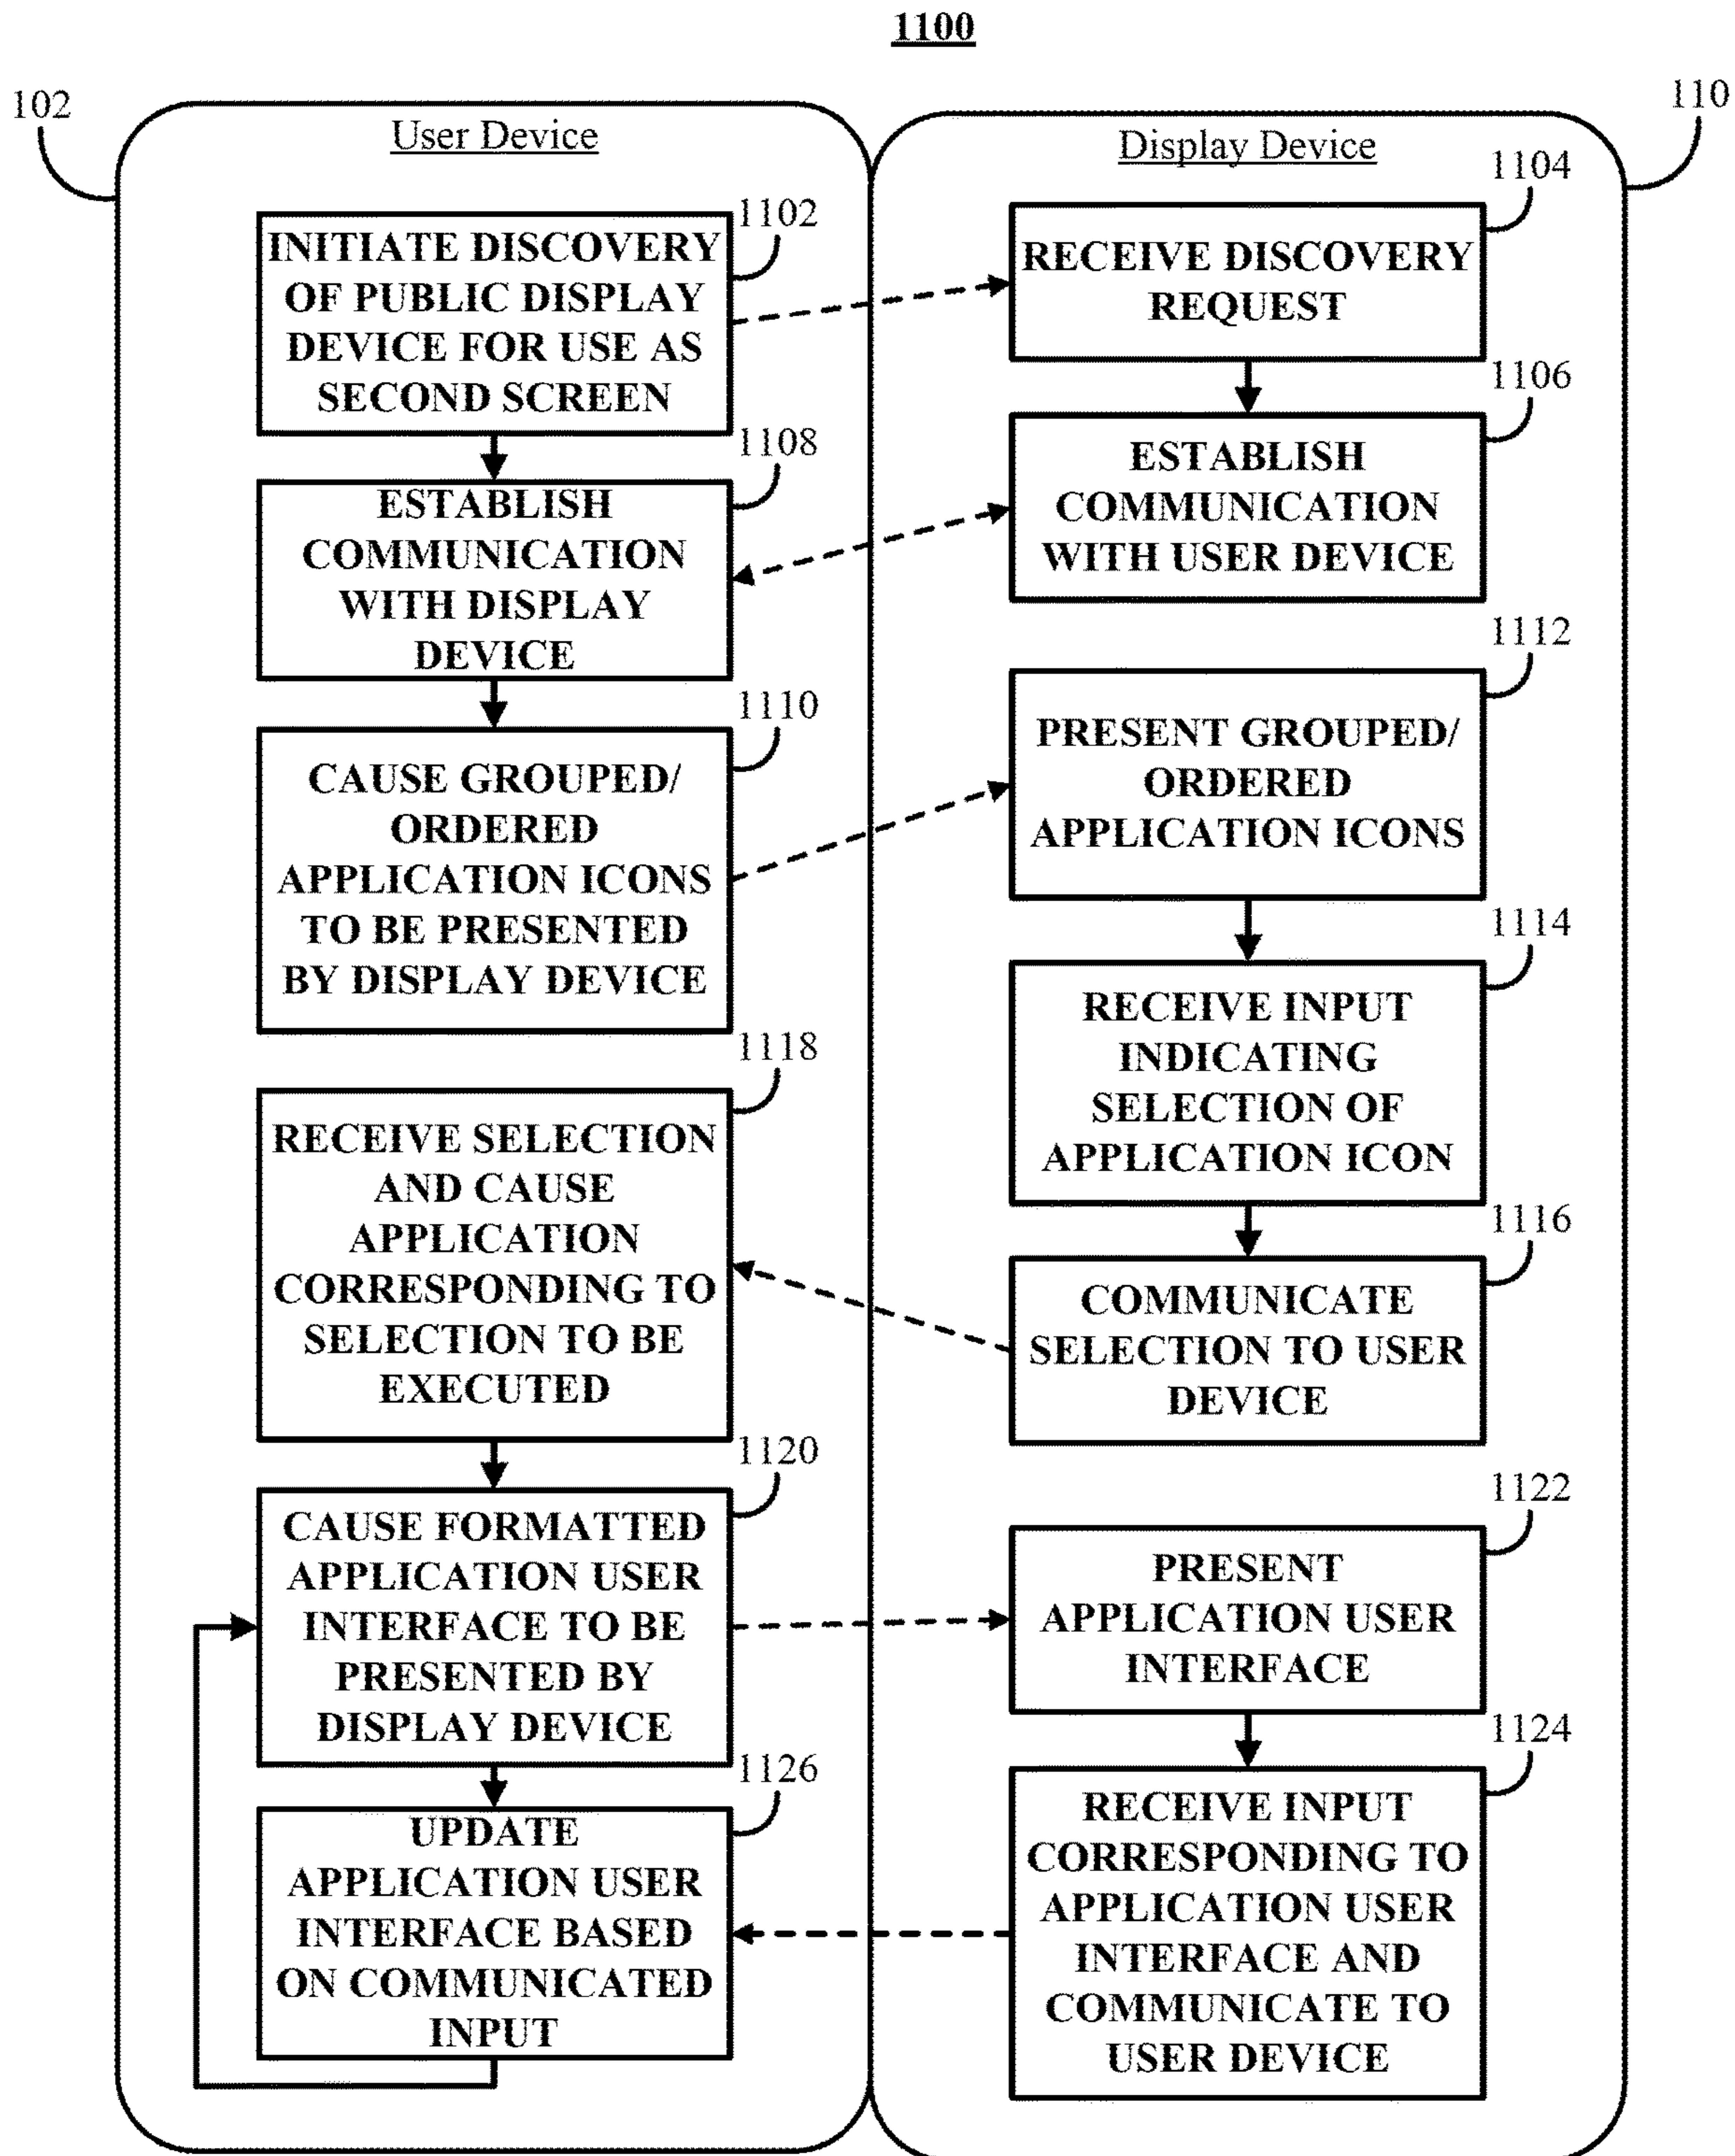 1100
102
User Device
1102
INITIATE DISCOVERY
OF PUBLIC DISPLAY
DEVICE FOR USE AS
SECOND SCREEN
1108
ESTABLISH
COMMUNICATION
WITH DISPLAY
DEVICE
1110
CAUSE GROUPED/
ORDERED
APPLICATION ICONS
TO BE PRESENTED
BY DISPLAY DEVICE
1118
RECEIVE SELECTION
AND CAUSE
APPLICATION
CORRESPONDING TO
SELECTION TO BE
EXECUTED
1120
CAUSE FORMATTED
APPLICATION USER
INTERFACE TO BE
PRESENTED BY
DISPLAY DEVICE
1126
UPDATE
APPLICATION USER
INTERFACE BASED
ON COMMUNICATED
INPUT
110
Display Device
1104
RECEIVE DISCOVERY
REQUEST
1106
ESTABLISH
COMMUNICATION
WITH USER DEVICE
1112
PRESENT GROUPED/
ORDERED
APPLICATION ICONS
1114
RECEIVE INPUT
INDICATING
SELECTION OF
APPLICATION ICON
1116
COMMUNICATE
SELECTION TO USER
DEVICE
1122
PRESENT
APPLICATION USER
INTERFACE
1124
RECEIVE INPUT
CORRESPONDING TO
APPLICATION USER
INTERFACE AND
COMMUNICATE TO
USER DEVICE